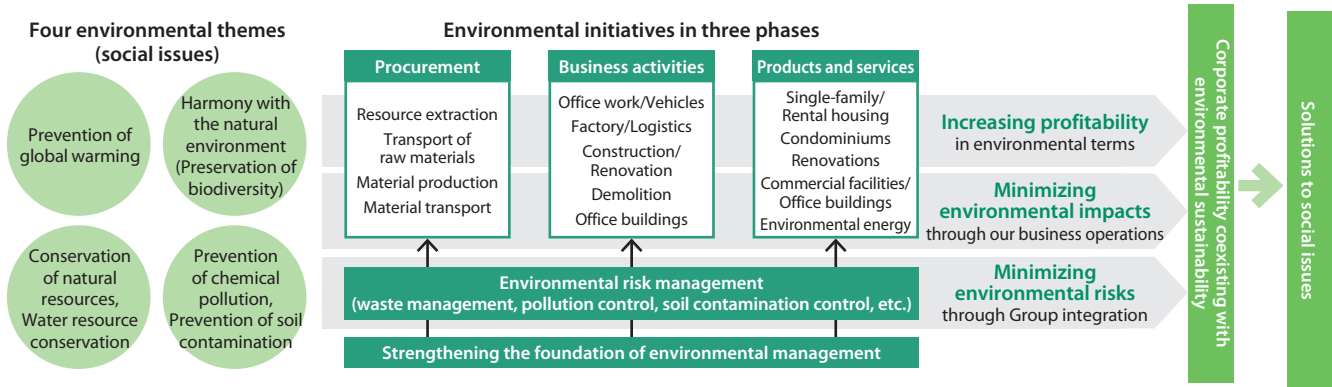 Four environmental themes
(social issues)
Prevention of
global warming
Harmony with
the natural
environment
(Preservation of
biodiversity)
Conservation
of natural
resources,
Water resource
conservation
Prevention
of chemical
pollution,
Prevention of soil
contamination
Environmental initiatives in three phases
Procurement
Resource extraction
Transport of
raw materials
Material production
Material transport
Business activities
Office work/Vehicles
Factory/Logistics
Construction/
Renovation
Demolition
Office buildings
Products and services
Single-family/
Rental housing
Condominiums
Renovations
Commercial facilities/
Office buildings
Environmental energy
Environmental risk management
(waste management, pollution control, soil contamination control, etc.)
Strengthening the foundation of environmental management
Increasing profitability
in environmental terms
Minimizing
environmental impacts
through our business operations
Minimizing
environmental risks
through Group integration
Corporate profitability coexisting with
environmental sustainability
Solutions to social issues